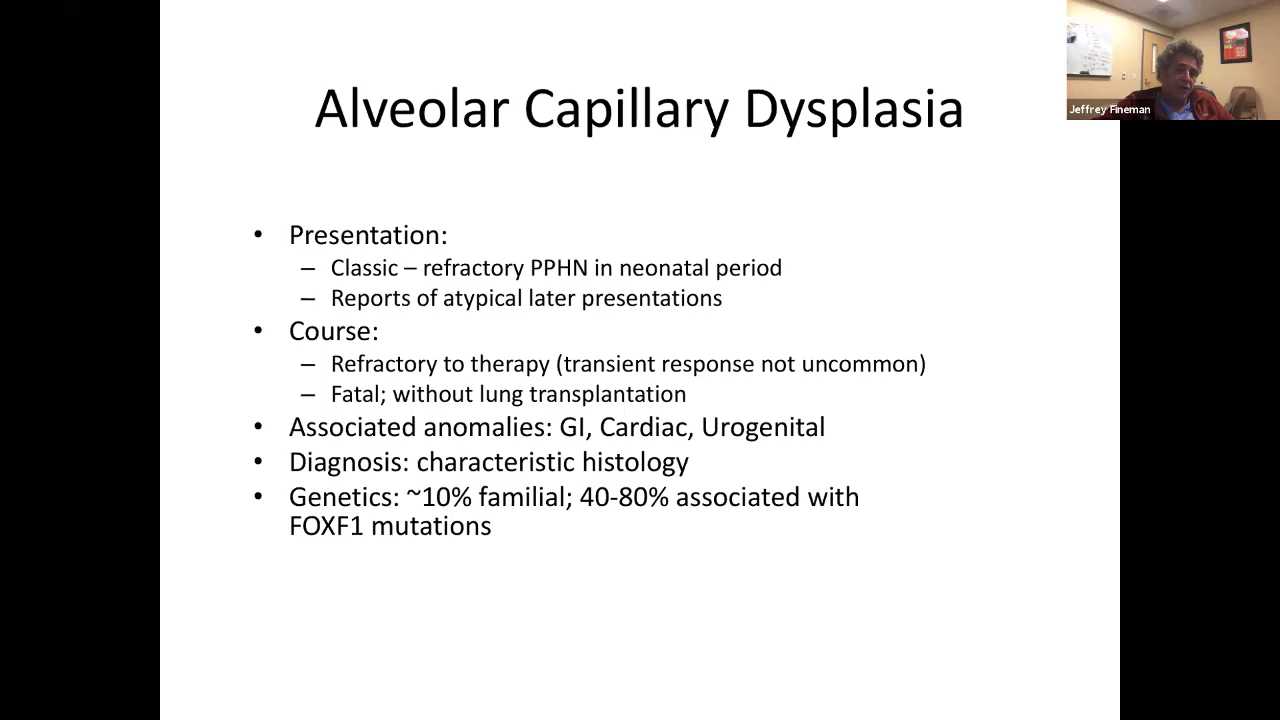 Alveolar Capillary Dysplasia
Jeffrey Fineman
• Presentation:
– Classic – refractory PPHN in neonatal period
– Reports of atypical later presentations
• Course:
– Refractory to therapy (transient response not uncommon)
– Fatal; without lung transplantation
• Associated anomalies: GI, Cardiac, Urogenital
• Diagnosis: characteristic histology
• Genetics: ~10% familial; 40-80% associated with
FOXF1 mutations